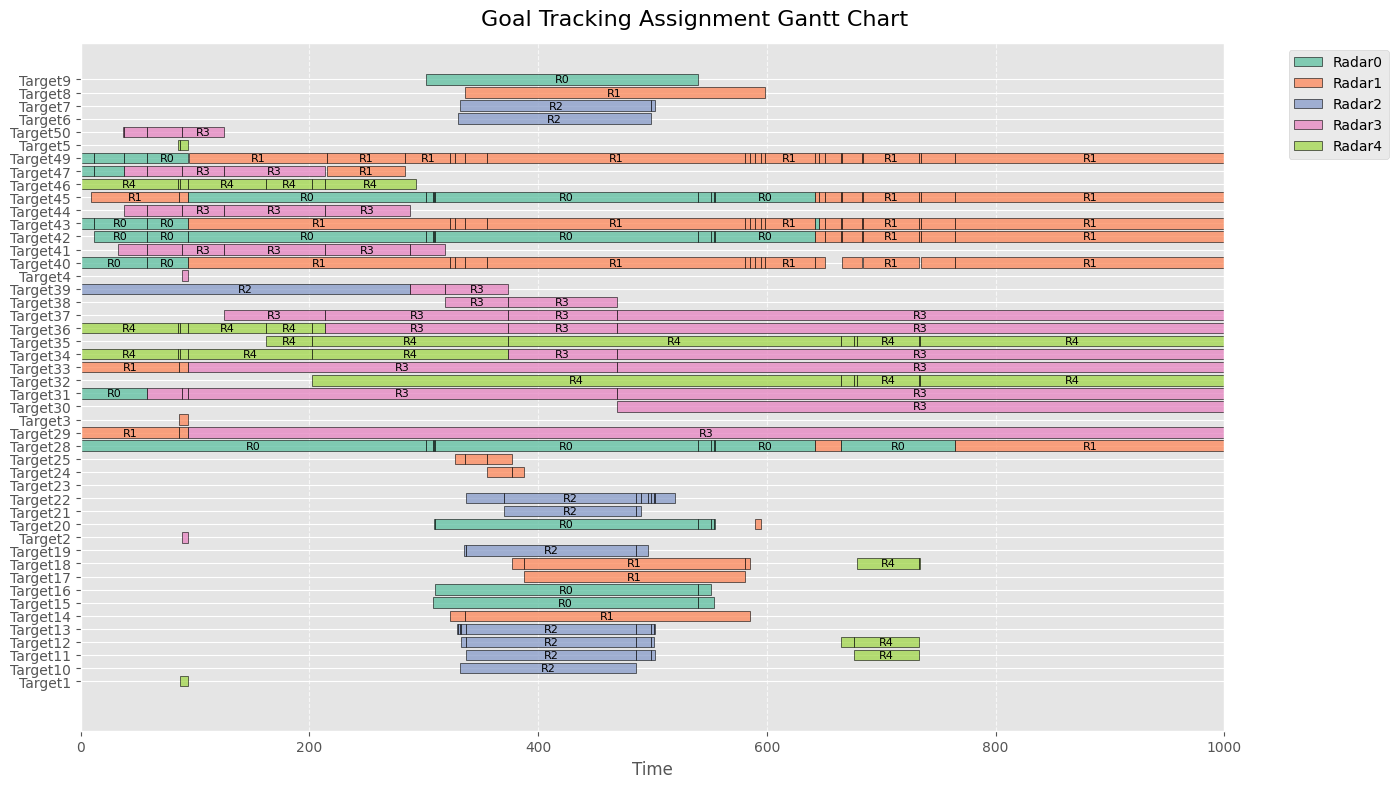 Goal Tracking Assignment Gantt Chart
Radar0
Radar1
Radar2
Radar3
Radar4
Target9 R0
Target8 R1
Target7 R2
Target6 R2
Target50 R3
Target5
Target49 R0 R1 R1 R1 R1 R1 R1 R1
Target47 R3 R3 R1
Target46 R4 R4 R4 R4
Target45 R1 R0 R0 R0 R1 R1
Target44 R3 R3 R3
Target43 R0 R0 R1 R1 R1 R1 R1
Target42 R0 R0 R0 R0 R0 R1 R1
Target41 R3 R3 R3
Target40 R0 R0 R1 R1 R1 R1 R1
Target4
Target39 R2 R3
Target38 R3 R3
Target37 R3 R3 R3 R3
Target36 R4 R4 R4 R3 R3 R3
Target35 R4 R4 R4 R4 R4
Target34 R4 R4 R4 R3 R3
Target33 R1 R3 R3
Target32 R4 R4 R4
Target31 R0 R3 R3
Target30 R3
Target3
Target29 R1 R3
Target28 R0 R0 R0 R0 R1
Target25
Target24
Target23
Target22 R2
Target21 R2
Target20 R0
Target2
Target19 R2
Target18 R1 R4
Target17 R1
Target16 R0
Target15 R0
Target14 R1
Target13 R2
Target12 R2 R4
Target11 R2 R4
Target10 R2
Target1
0 200 400 600 800 1000
Time